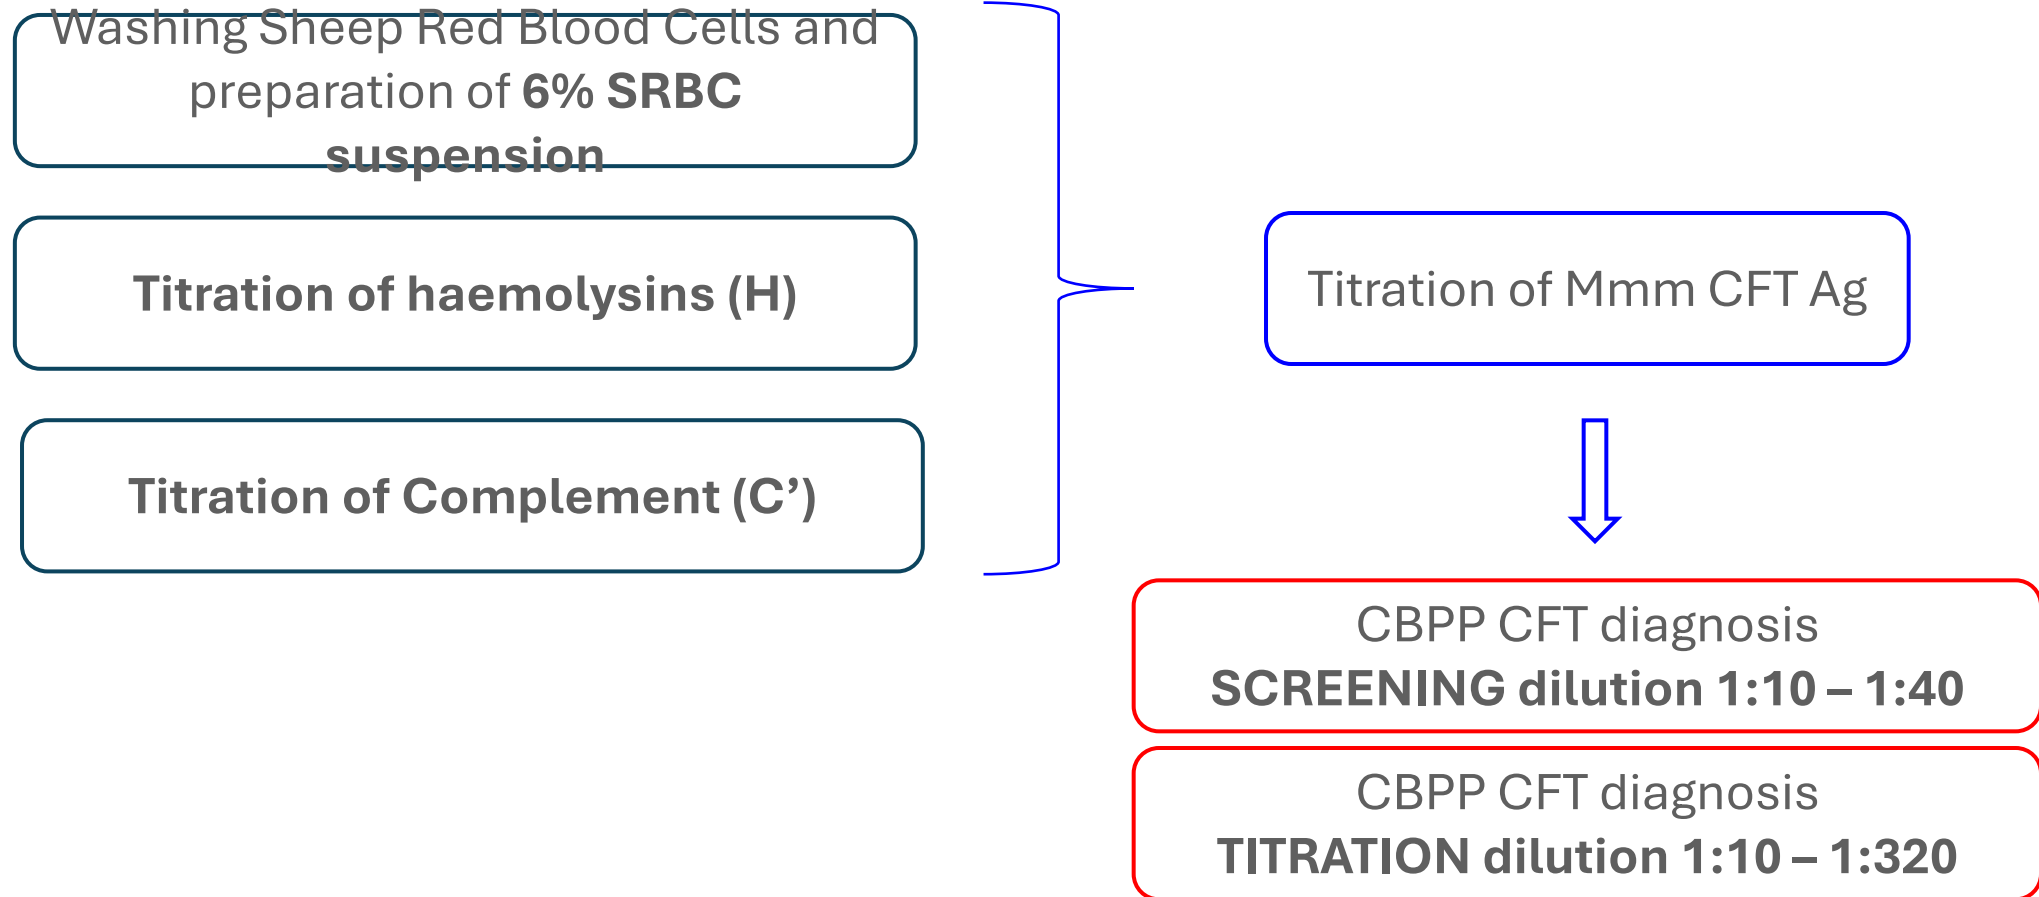 Washing Sheep Red Blood Cells and
preparation of 6% SRBC
suspension
Titration of haemolysins (H)
Titration of Complement (C’)
Titration of Mmm CFT Ag
CBPP CFT diagnosis
SCREENING dilution 1:10 – 1:40
CBPP CFT diagnosis
TITRATION dilution 1:10 – 1:320